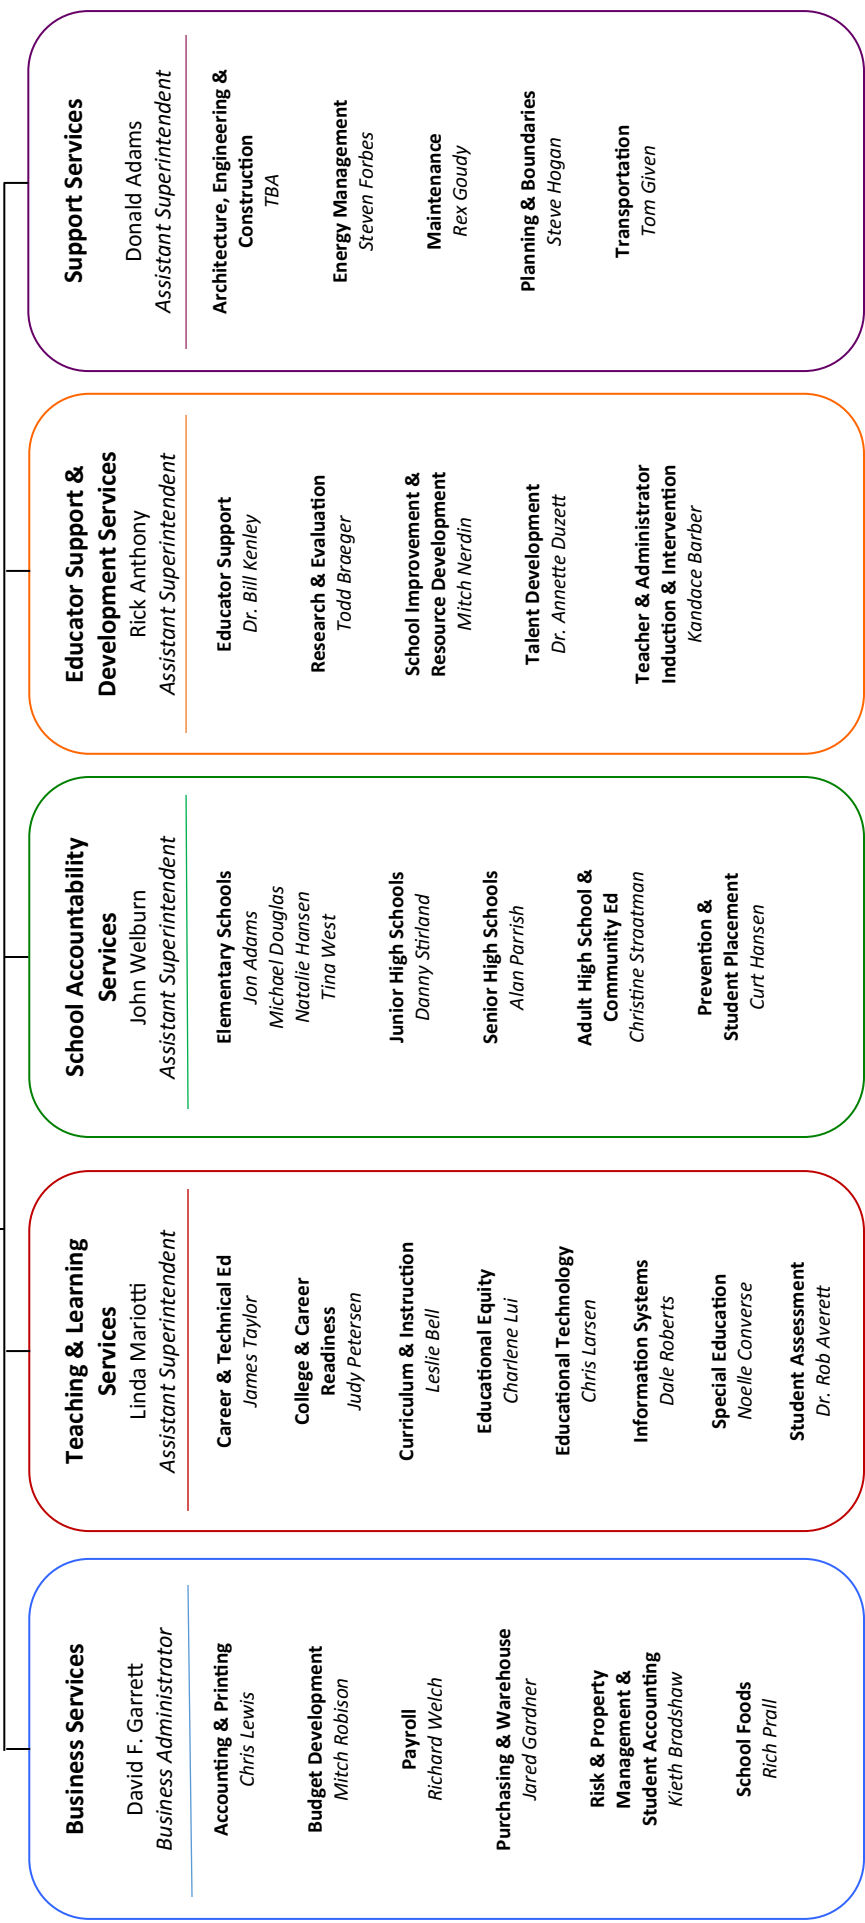 Business Services
David F. Garrett
Business Administrator
Accounting & Printing
Chris Lewis
Budget Development
Mitch Robison
Payroll
Richard Welch
Purchasing & Warehouse
Jared Gardner
Risk & Property
Management &
Student Accounting
Kieth Bradshaw
School Foods
Rich Prall
Teaching & Learning
Services
Linda Mariotti
Assistant Superintendent
Career & Technical Ed
James Taylor
College & Career
Readiness
Judy Petersen
Curriculum & Instruction
Leslie Bell
Educational Equity
Charlene Lui
Educational Technology
Chris Larsen
Information Systems
Dale Roberts
Special Education
Noelle Converse
Student Assessment
Dr. Rob Averett
School Accountability
Services
John Welburn
Assistant Superintendent
Elementary Schools
Jon Adams
Michael Douglas
Natalie Hansen
Tina West
Junior High Schools
Danny Stirland
Senior High Schools
Alan Parrish
Adult High School &
Community Ed
Christine Straatman
Prevention &
Student Placement
Curt Hansen
Educator Support &
Development Services
Rick Anthony
Assistant Superintendent
Educator Support
Dr. Bill Kenley
Research & Evaluation
Todd Braeger
School Improvement &
Resource Development
Mitch Nerdin
Talent Development
Dr. Annette Duzett
Teacher & Administrator
Induction & Intervention
Kandace Barber
Support Services
Donald Adams
Assistant Superintendent
Architecture, Engineering &
Construction
TBA
Energy Management
Steven Forbes
Maintenance
Rex Goudy
Planning & Boundaries
Steve Hogan
Transportation
Tom Given